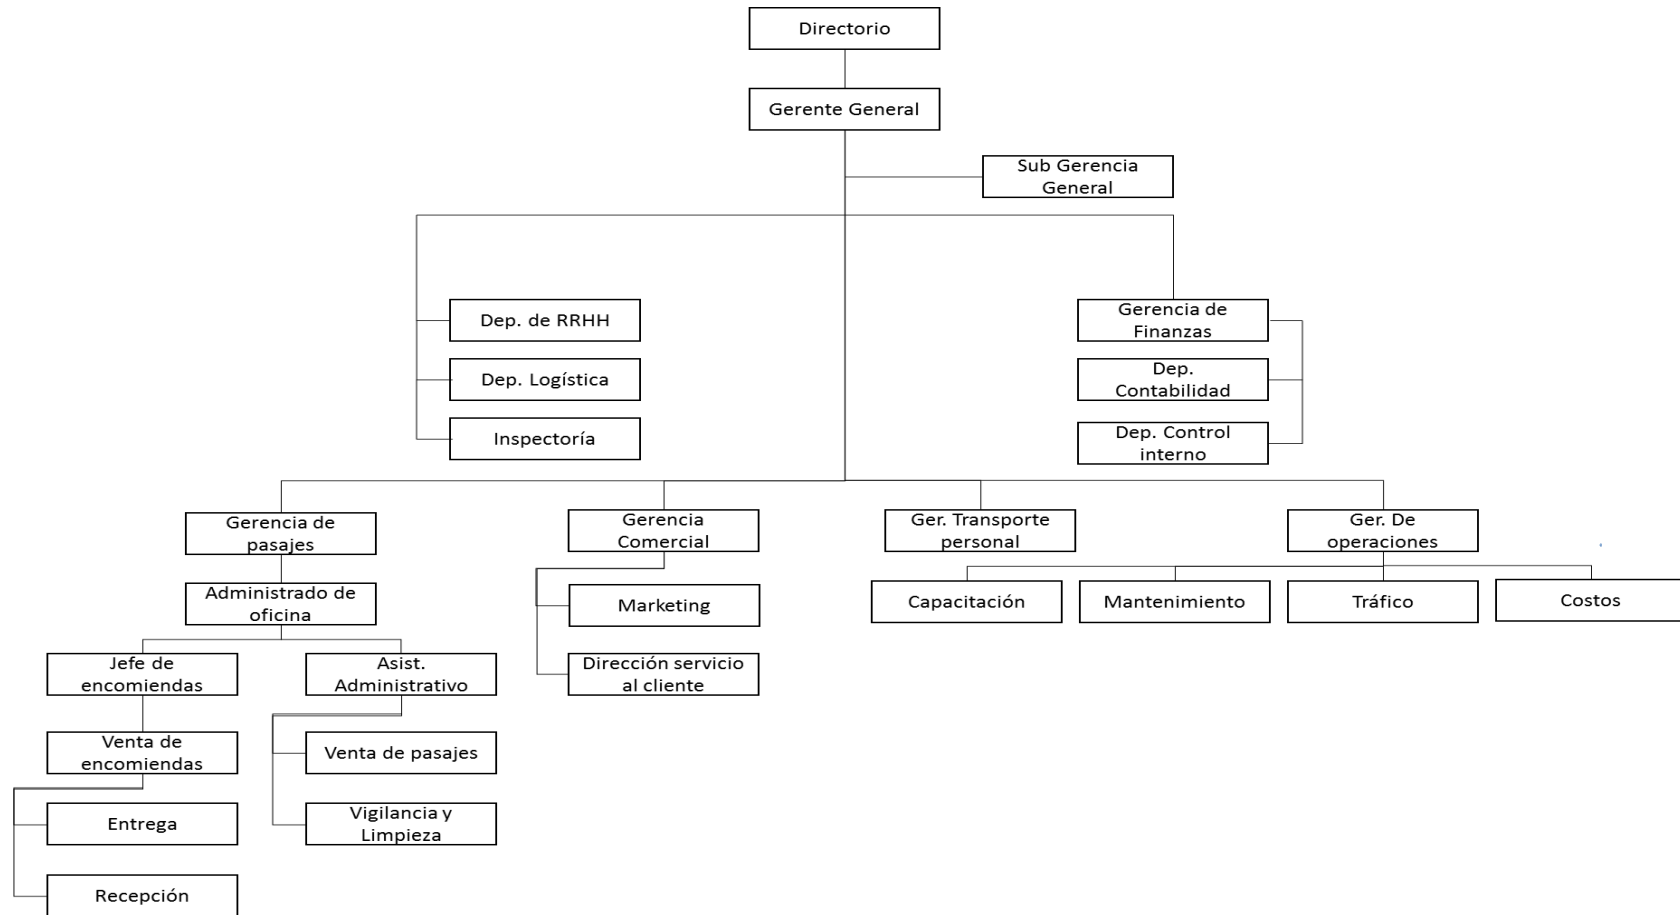 Directorio
Gerente General
Sub Gerencia
General
Dep. de RRHH
Gerencia de
Finanzas
Dep. Logística
Dep.
Contabilidad
Inspectoría
Dep. Control
interno
Gerencia de
pasajes
Gerencia
Comercial
Ger. Transporte
personal
Ger. De
operaciones
Administrado de
oficina
Marketing
Capacitación
Mantenimiento
Tráfico
Costos
Jefe de
encomiendas
Asist.
Administrativo
Dirección servicio
al cliente
Venta de
encomiendas
Venta de pasajes
Entrega
Vigilancia y
Limpieza
Recepción